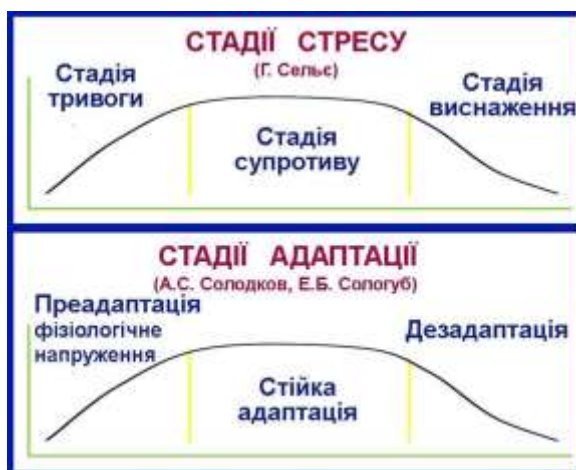 СТАДІЇ СТРЕСУ
(Г. Сельє)
Стадія
тривоги
Стадія
супротиву
Стадія
виснаження
СТАДІЇ АДАПТАЦІЇ
(А.С. Солодков, Е.Б. Сологуб)
Преадаптація
фізіологічне
напруження
Стійка
адаптація
Дезадаптація